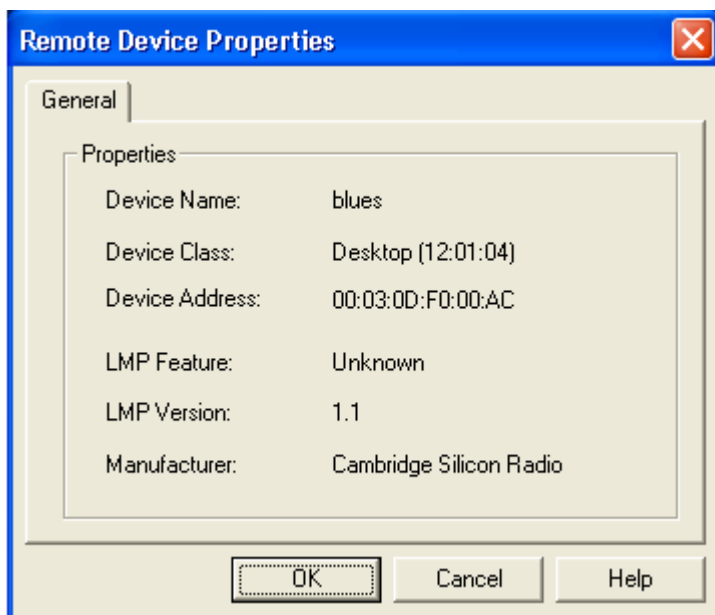 Remote Device Properties
General
Properties
Device Name: blues
Device Class: Desktop (12:01:04)
Device Address: 00:03:0D:F0:00:AC
LMP Feature: Unknown
LMP Version: 1.1
Manufacturer: Cambridge Silicon Radio
OK Cancel Help